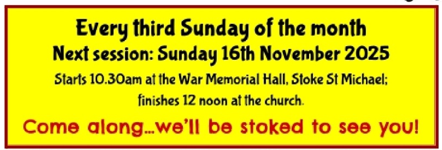 Every third Sunday of the month
Next session: Sunday 16th November 2025
Starts 10.30am at the War Memorial Hall, Stoke St Michael;
finishes 12 noon at the church.
Come along...we'll be stoked to see you!